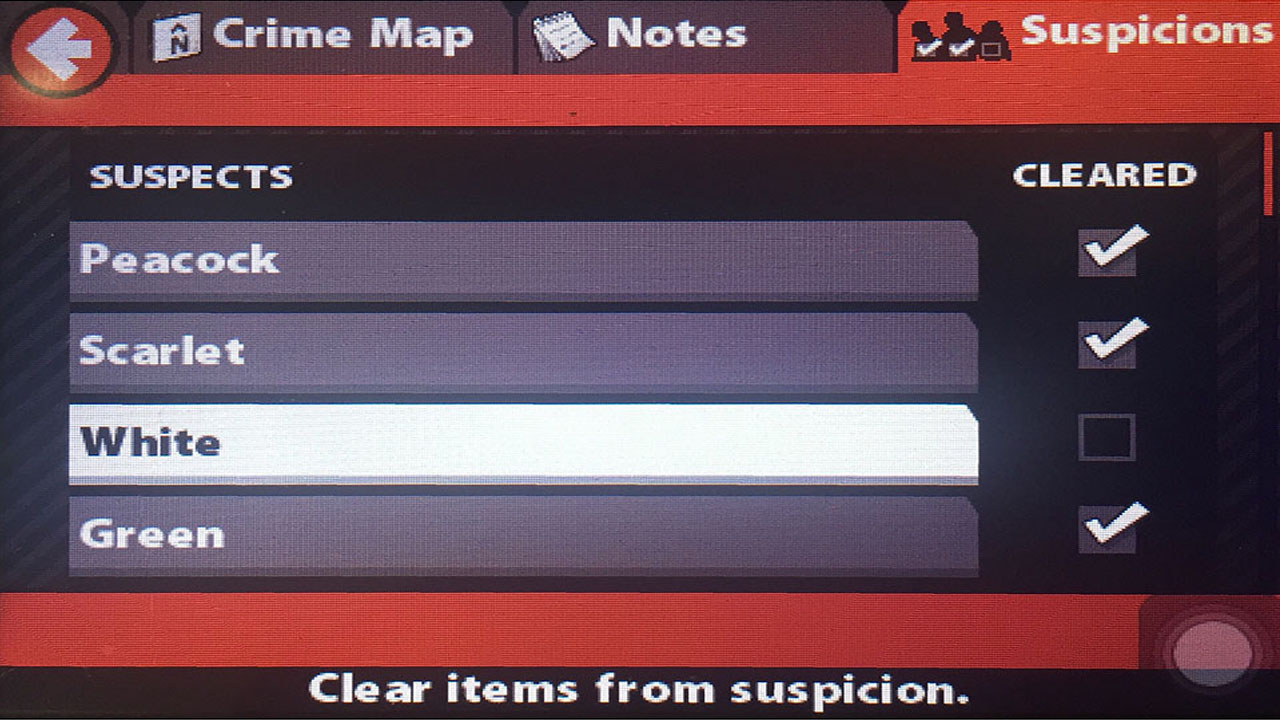 Crime Map Notes Suspicions
SUSPECTS CLEARED
Peacock
Scarlet
White
Green
Clear items from suspicion.